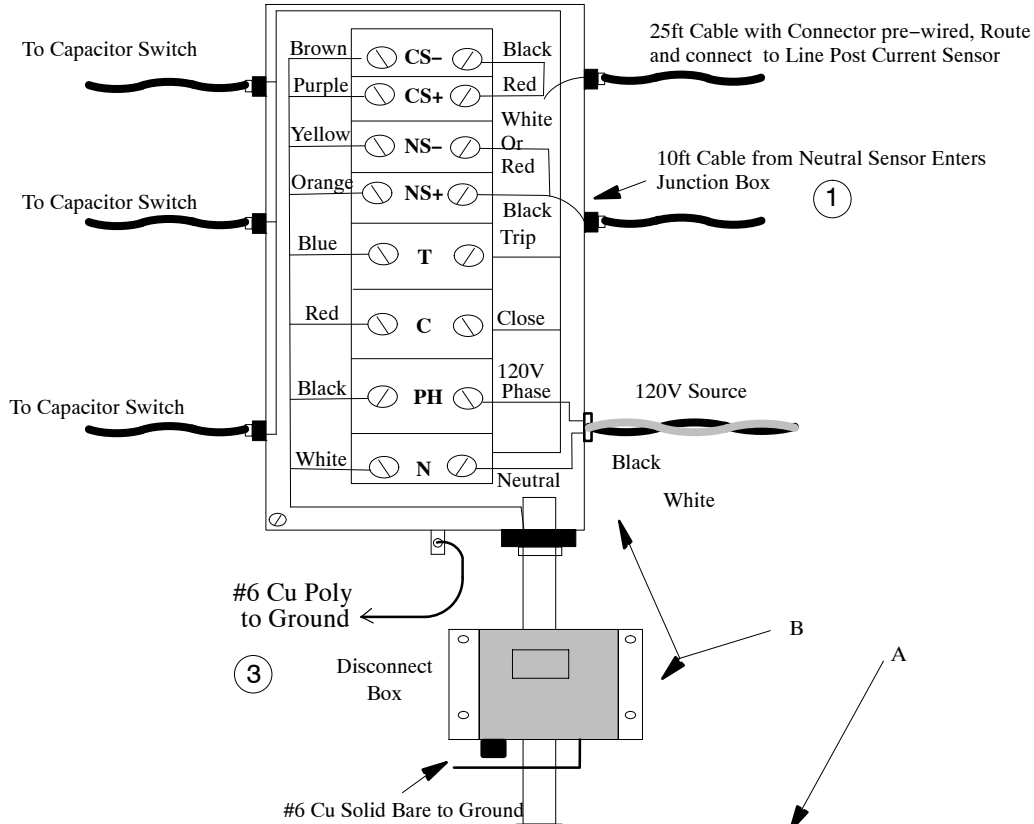 To Capacitor Switch
25ft Cable with Connector pre-wired, Route
and connect to Line Post Current Sensor
Brown CS− Black
Purple CS+ Red
White
Yellow NS− Or
Red
10ft Cable from Neutral Sensor Enters
Junction Box
1
Orange NS+
To Capacitor Switch
Black
Trip
Blue T
Red C Close
120V
Phase
Black PH
120V Source
To Capacitor Switch
White N
Neutral
Black
White
#6 Cu Poly
to Ground
3
Disconnect
Box
B
A
#6 Cu Solid Bare to Ground